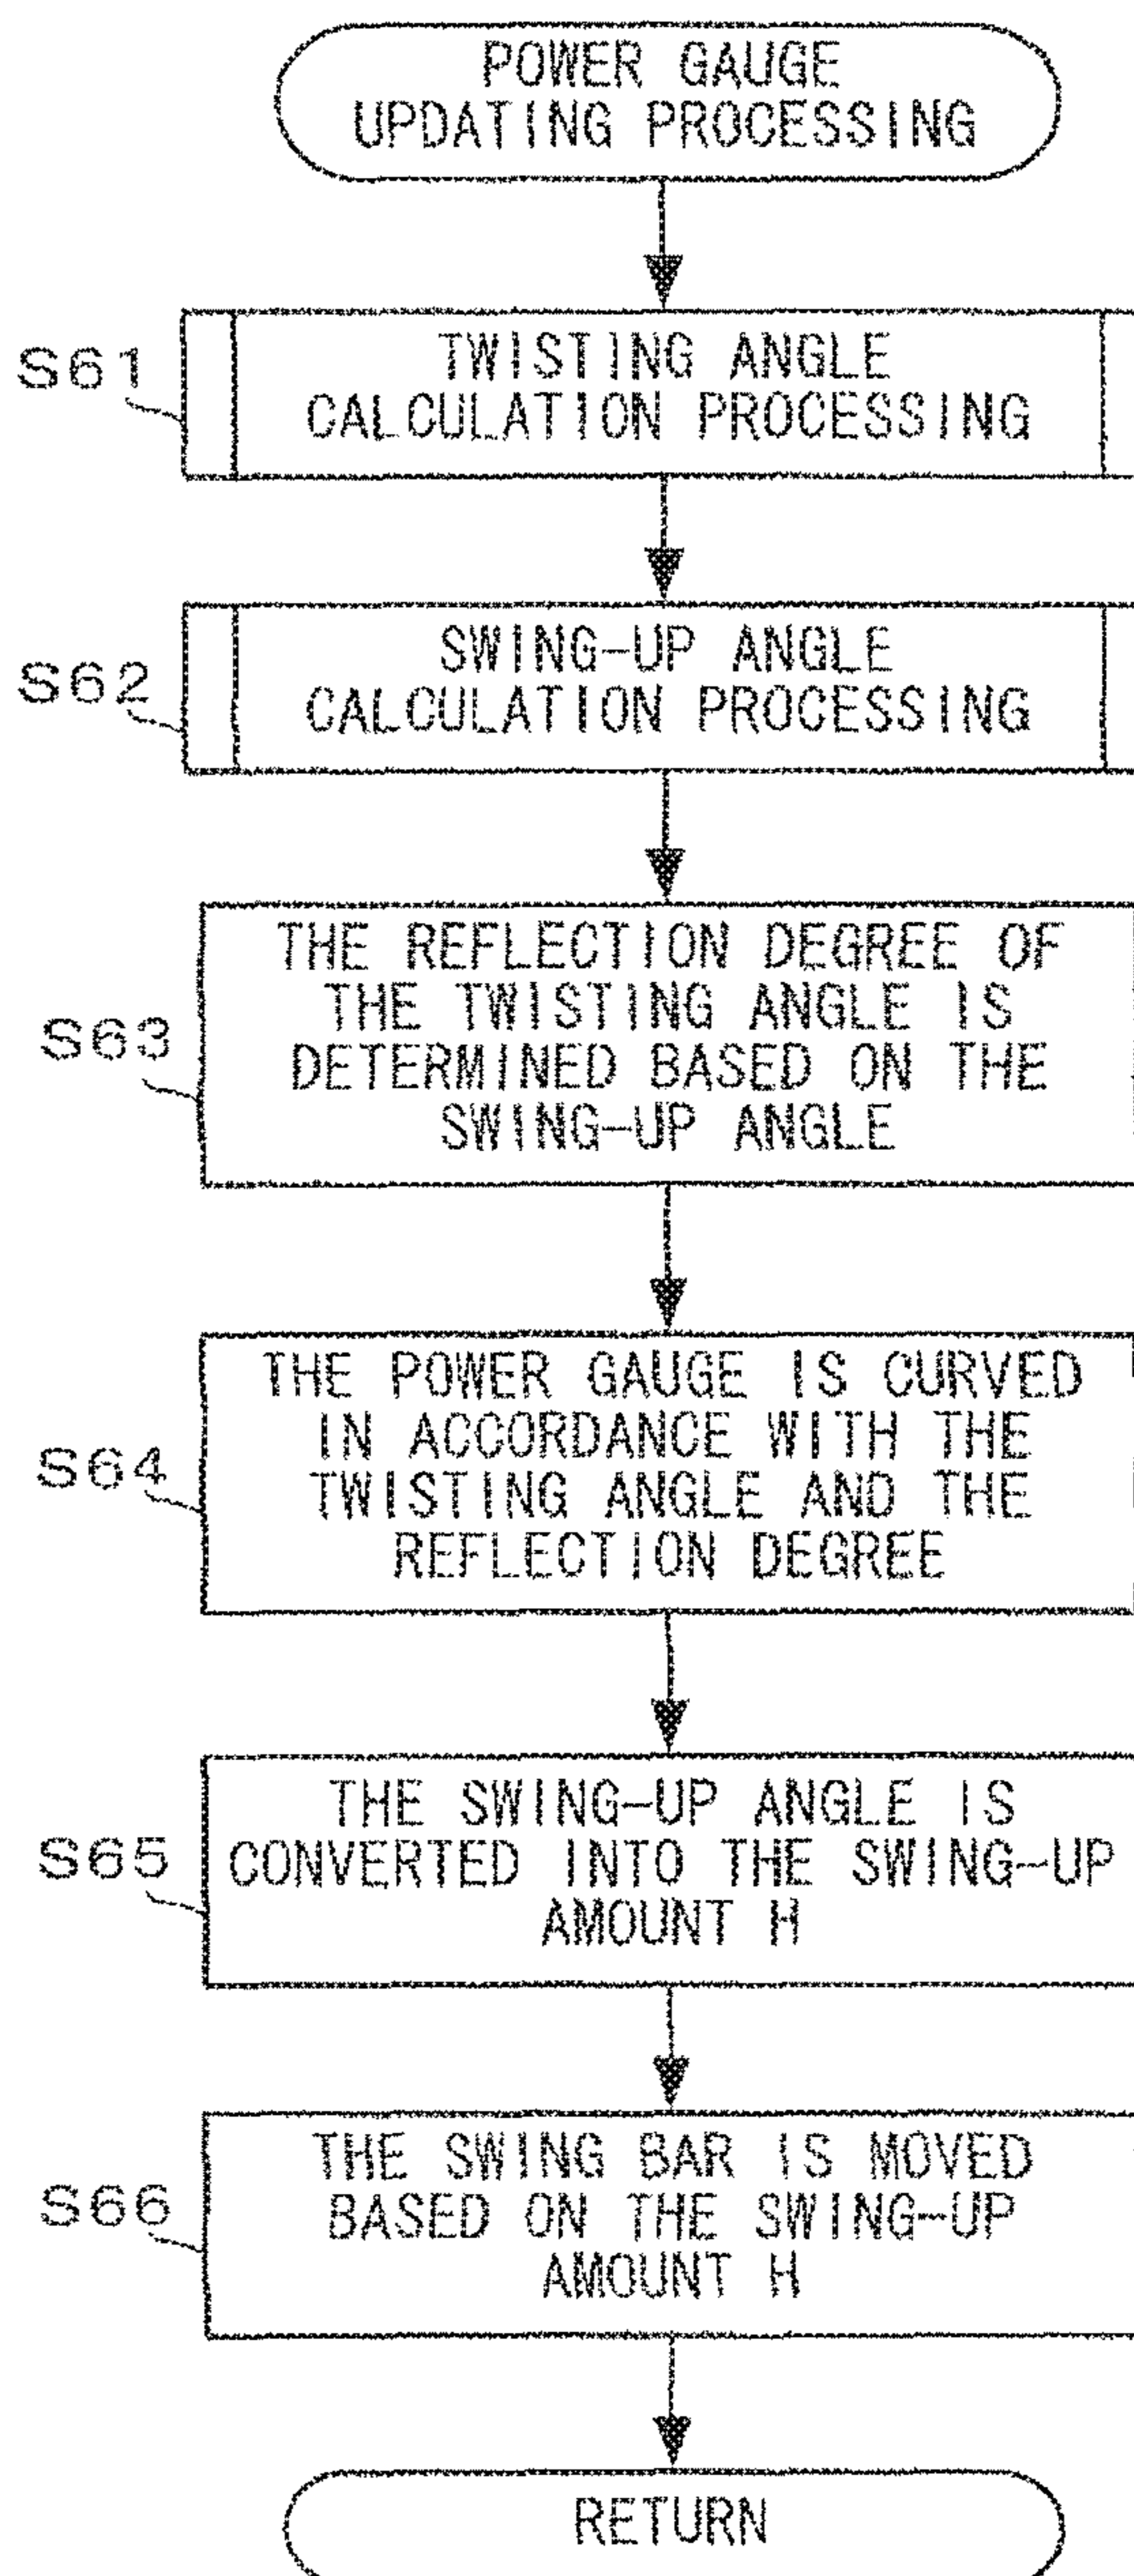 POWER GAUGE
UPDATING PROCESSING
S61
TWISTING ANGLE
CALCULATION PROCESSING
S62
SWING-UP ANGLE
CALCULATION PROCESSING
S63
THE REFLECTION DEGREE OF
THE TWISTING ANGLE IS
DETERMINED BASED ON THE
SWING-UP ANGLE
S64
THE POWER GAUGE IS CURVED
IN ACCORDANCE WITH THE
TWISTING ANGLE AND THE
REFLECTION DEGREE
S65
THE SWING-UP ANGLE IS
CONVERTED INTO THE SWING-UP
AMOUNT H
S66
THE SWING BAR IS MOVED
BASED ON THE SWING-UP
AMOUNT H
RETURN